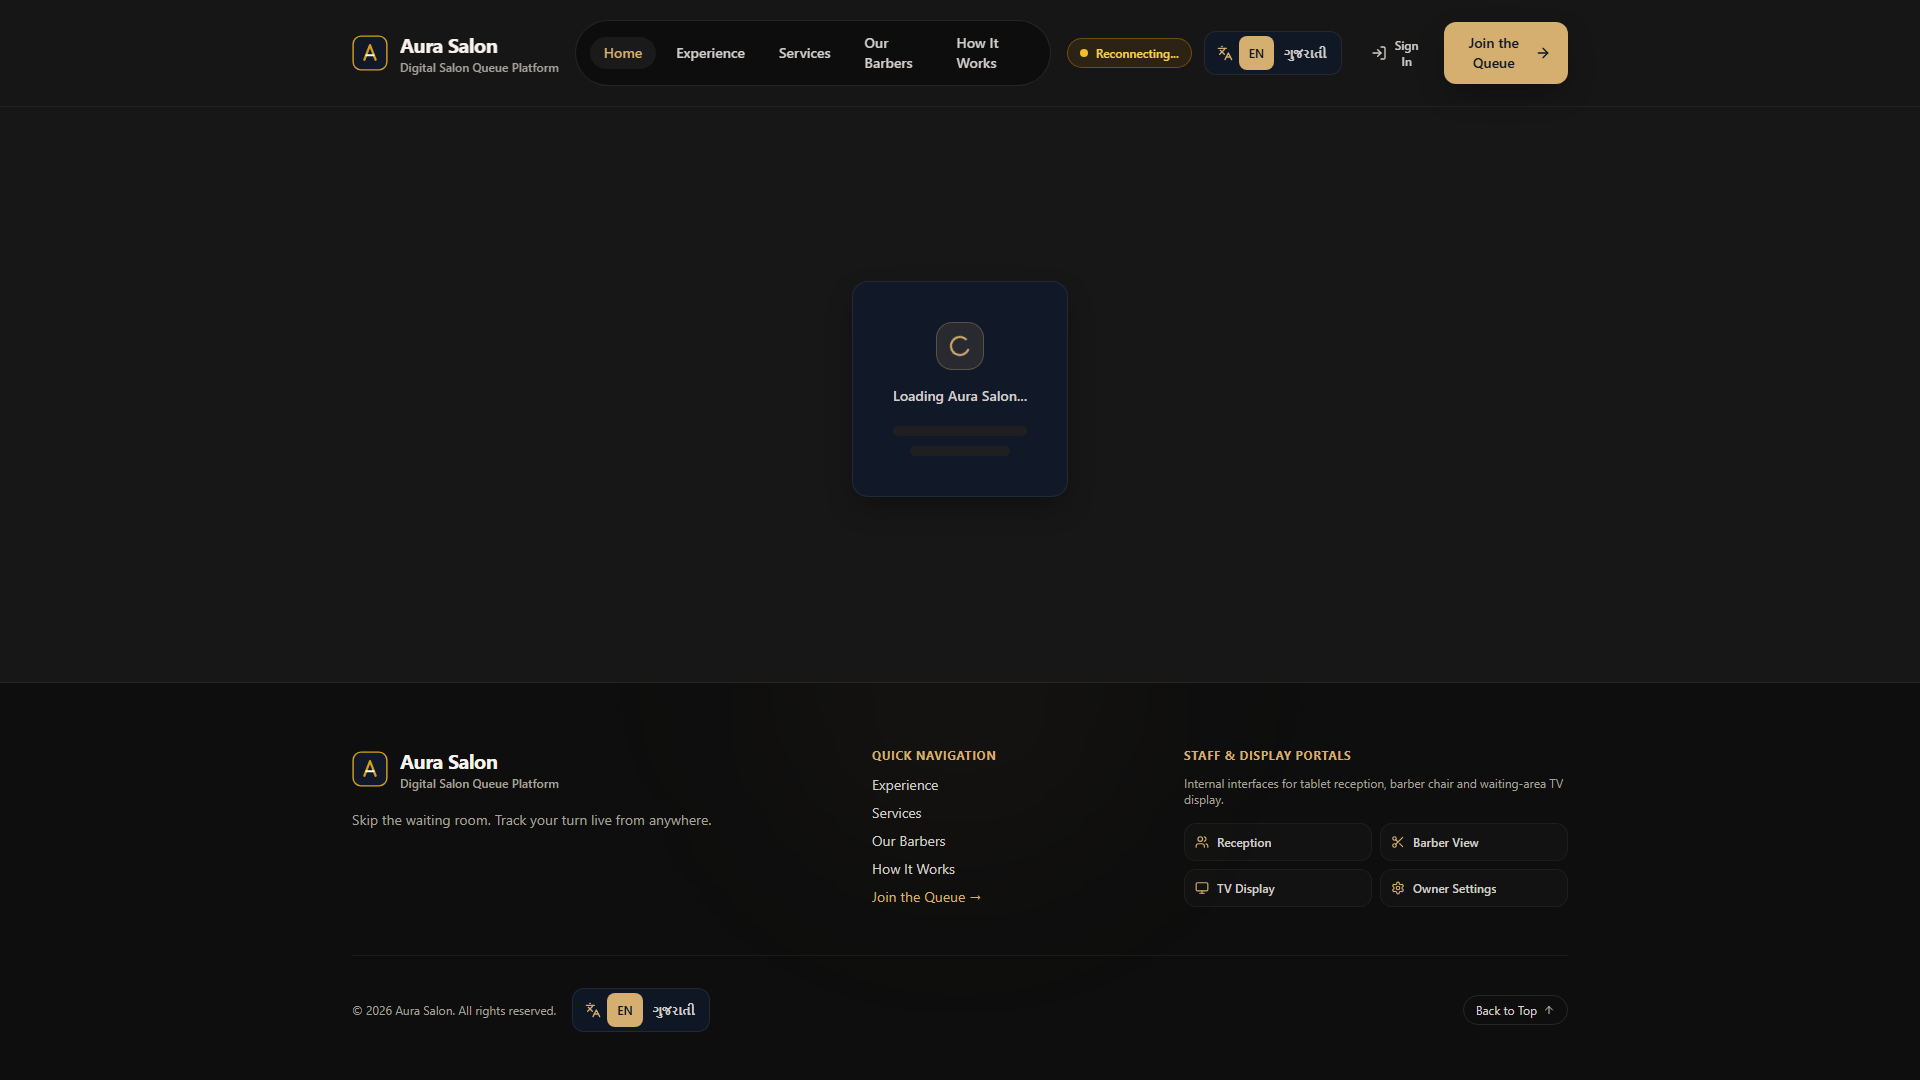 Aura Salon
Digital Salon Queue Platform
Home
Experience
Services
Our
Barbers
How It
Works
Reconnecting...
EN
ગુજરાતી
Sign
In
Join the
Queue
Loading Aura Salon...
Aura Salon
Digital Salon Queue Platform
Skip the waiting room. Track your turn live from anywhere.
QUICK NAVIGATION
Experience
Services
Our Barbers
How It Works
Join the Queue →
STAFF & DISPLAY PORTALS
Internal interfaces for tablet reception, barber chair and waiting-area TV
display.
Reception
Barber View
TV Display
Owner Settings
© 2026 Aura Salon. All rights reserved.
EN
ગુજરાતી
Back to Top ↑